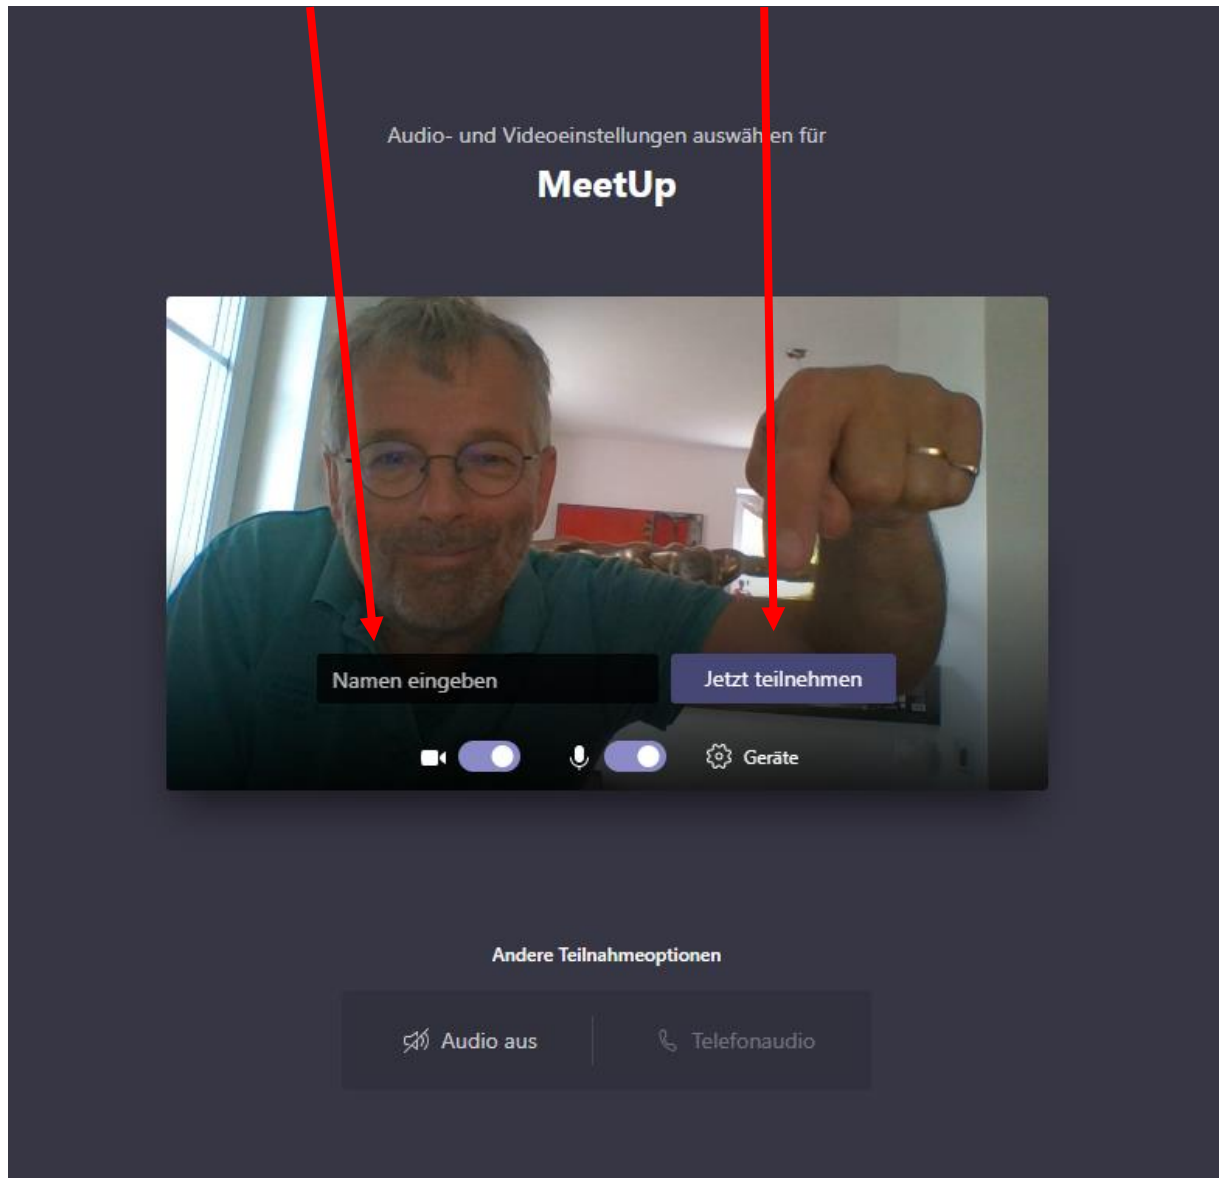 Audio- und Videoeinstellungen auswählen für
MeetUp
Namen eingeben
Jetzt teilnehmen
Geräte
Andere Teilnahmeoptionen
Audio aus
Telefonaudio